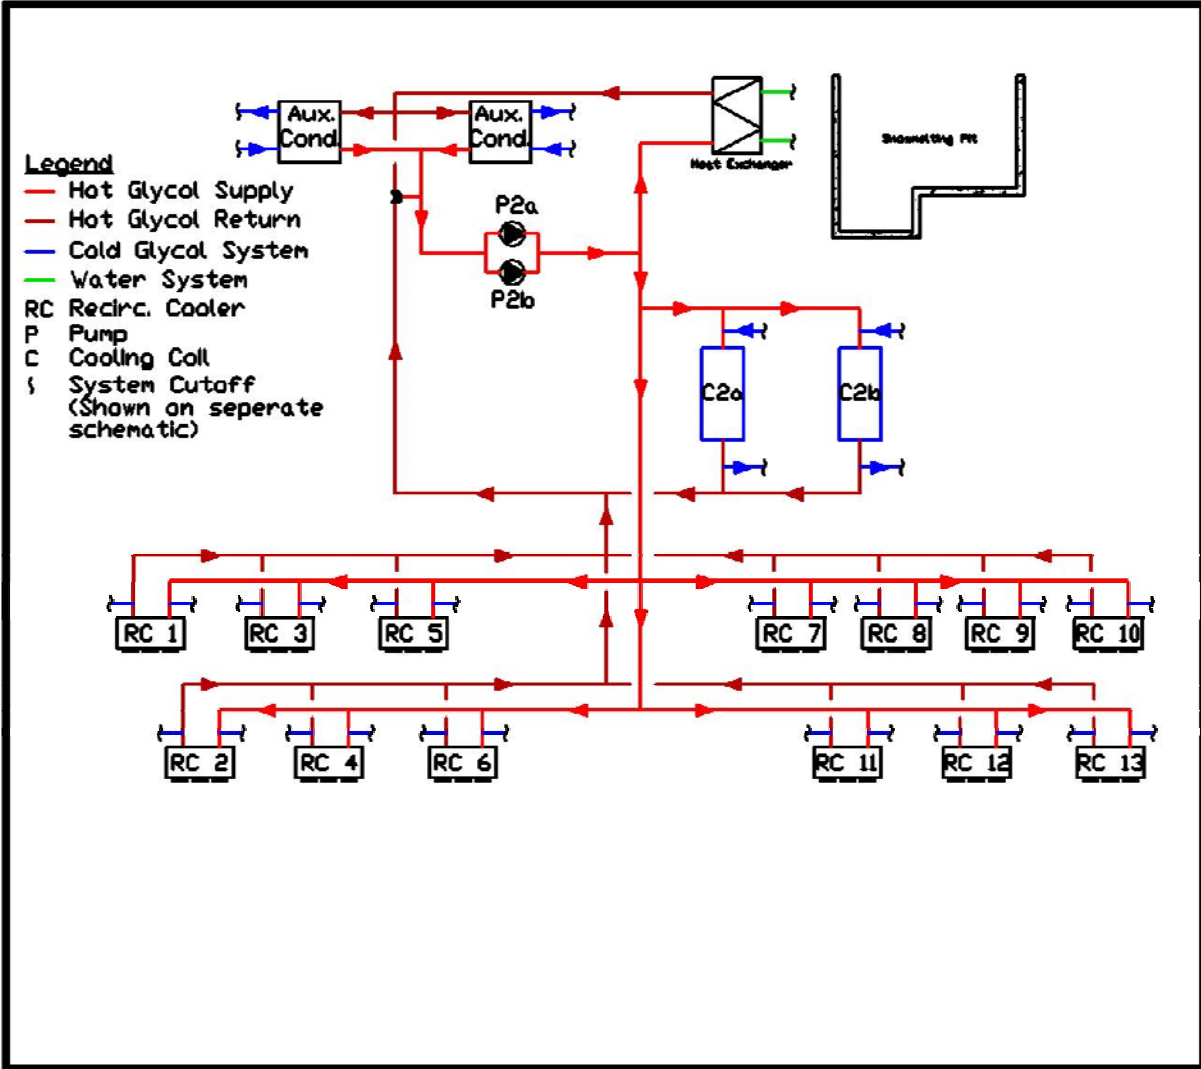 Aux.
Cond.
Aux.
Cond.
Heat Exchanger
Snowmelting Pit
Legend
Hot Glycol Supply
Hot Glycol Return
Cold Glycol System
Water System
RC Recirc. Cooler
P Pump
C Cooling Coil
System Cutoff
(Shown on seperate
schematic)
P2a
P2b
C2a
C2b
RC 1
RC 3
RC 5
RC 7
RC 8
RC 9
RC 10
RC 2
RC 4
RC 6
RC 11
RC 12
RC 13